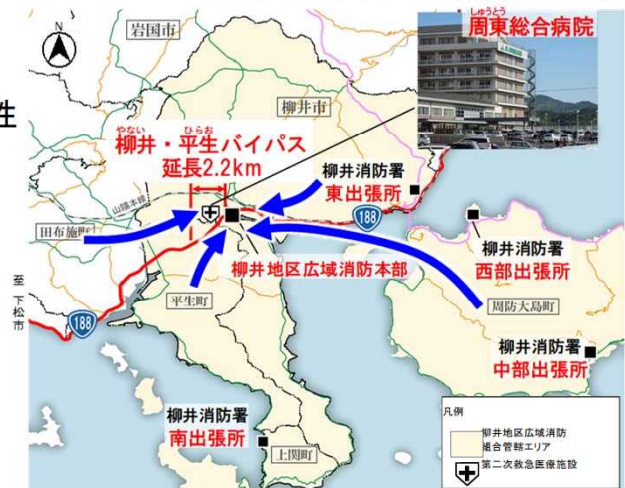 しゅうとう
周東総合病院
岩国市
柳井市
性
やない ひらお
柳井・平生バイパス
延長2.2km
柳井消防署
東出張所
山陽本線
田布施町
188
柳井消防署
西部出張所
柳井地区広域消防本部
至 下松市
平生町
周防大島町
188
柳井消防署
中部出張所
柳井消防署
南出張所
上関町
凡例
柳井地区広域消防
組合管轄エリア
第二次救急医療施設